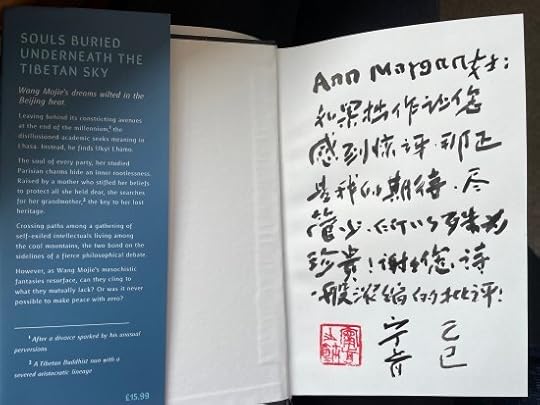 SOULS BURIED
UNDERNEATH THE
TIBETAN SKY
Wang Mojie's dreams wilted in the
Beijing heat.
Leaving behind its constricting avenues
at the end of the millennium,¹ the
disillusioned academic seeks meaning in
Lhasa. Instead, he finds Ukyi Lhamo.
The soul of every party, her studied
Parisian charms hide an inner rootlessness.
Raised by a mother who stifled her beliefs
to protect all she held dear, she searches
for her grandmother,² the key to her lost
heritage.
Crossing paths among a gathering of
self-exiled intellectuals living among
the cool mountains, the two bond on the
sidelines of a fierce philosophical debate.
However, as Wang Mojie's masochistic
fantasies resurface, can they cling to
what they mutually lack? Or was it never
possible to make peace with zero?
¹ After a divorce sparked by his unusual
perversions
² A Tibetan Buddhist nun with a
severed aristocratic lineage
£15.99
Ann Morgan女士:
如果拙作让您
感到惊讶.那正
是我的期待.尽
管少.
珍贵!谢谢您诗
一般浓缩的批评!
宁肯
乙巳